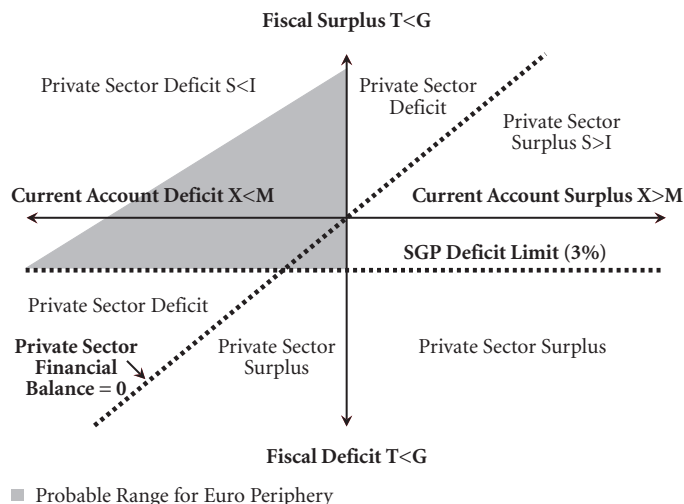 Fiscal Surplus T<G
Private Sector Deficit S<I
Private Sector
Deficit
Private Sector
Surplus S>I
Current Account Deficit X<M
Current Account Surplus X>M
SGP Deficit Limit (3%)
Private Sector Deficit
Private Sector
Financial
Balance = 0
Private Sector
Surplus
Private Sector Surplus
Fiscal Deficit T<G
Probable Range for Euro Periphery